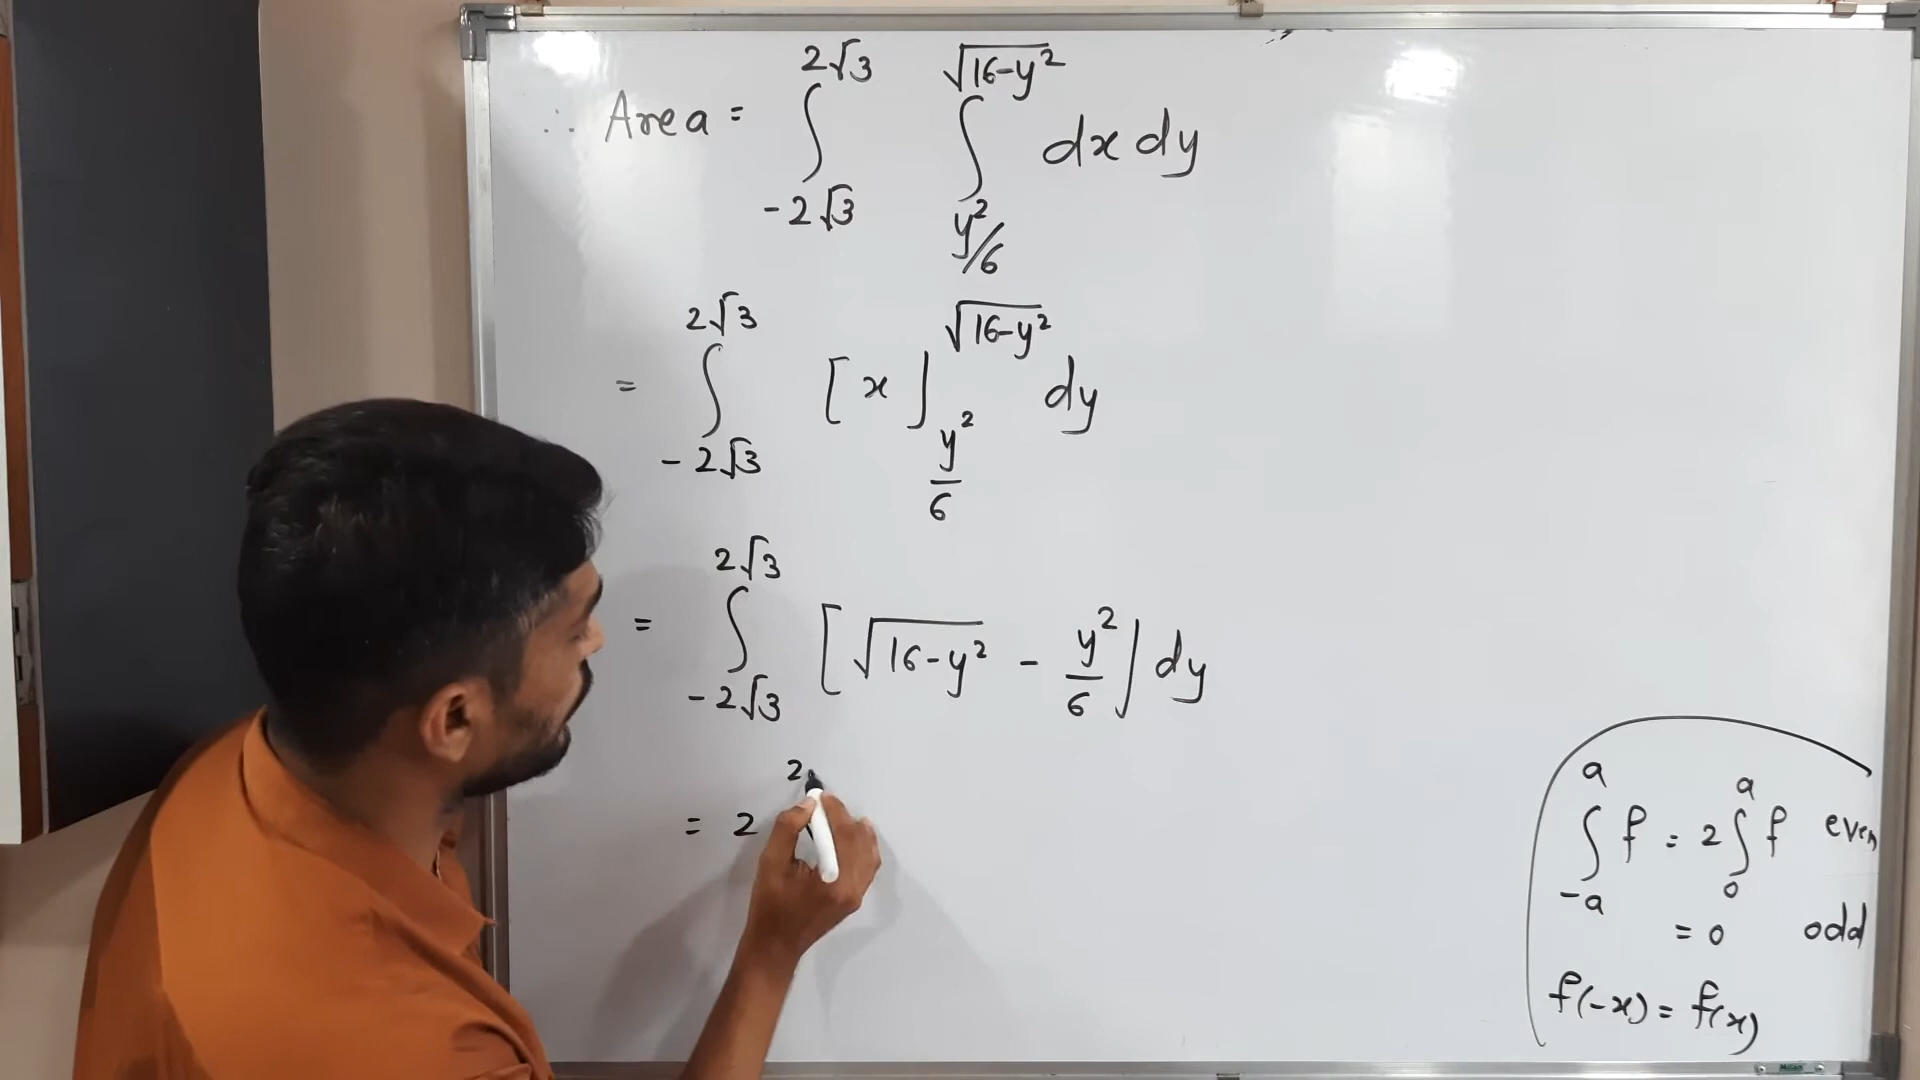 ∴ Area = ∫_{-2√3}^{2√3} ∫_{y²/6}^{√16-y²} dx dy
= ∫_{-2√3}^{2√3} [x]_{y²/6}^{√16-y²} dy
= ∫_{-2√3}^{2√3} [√16-y² - y²/6] dy
= 2 2
∫_{-a}^{a} f = 2 ∫_{0}^{a} f even
= 0 odd
f(-x) = f(x)